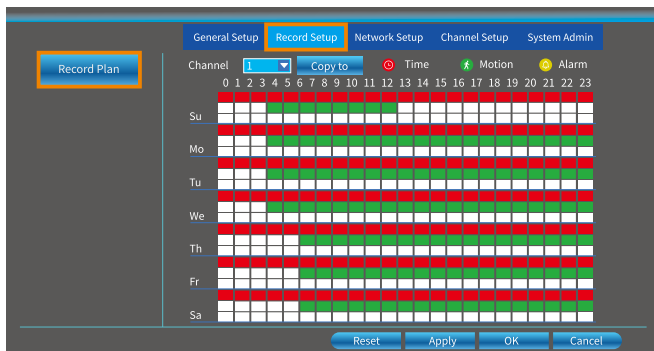 General Setup Record Setup Network Setup Channel Setup System Admin
Record Plan
Channel 1 Copy to Time Motion Alarm
0 1 2 3 4 5 6 7 8 9 10 11 12 13 14 15 16 17 18 19 20 21 22 23
Su
Mo
Tu
We
Th
Fr
Sa
Reset Apply OK Cancel